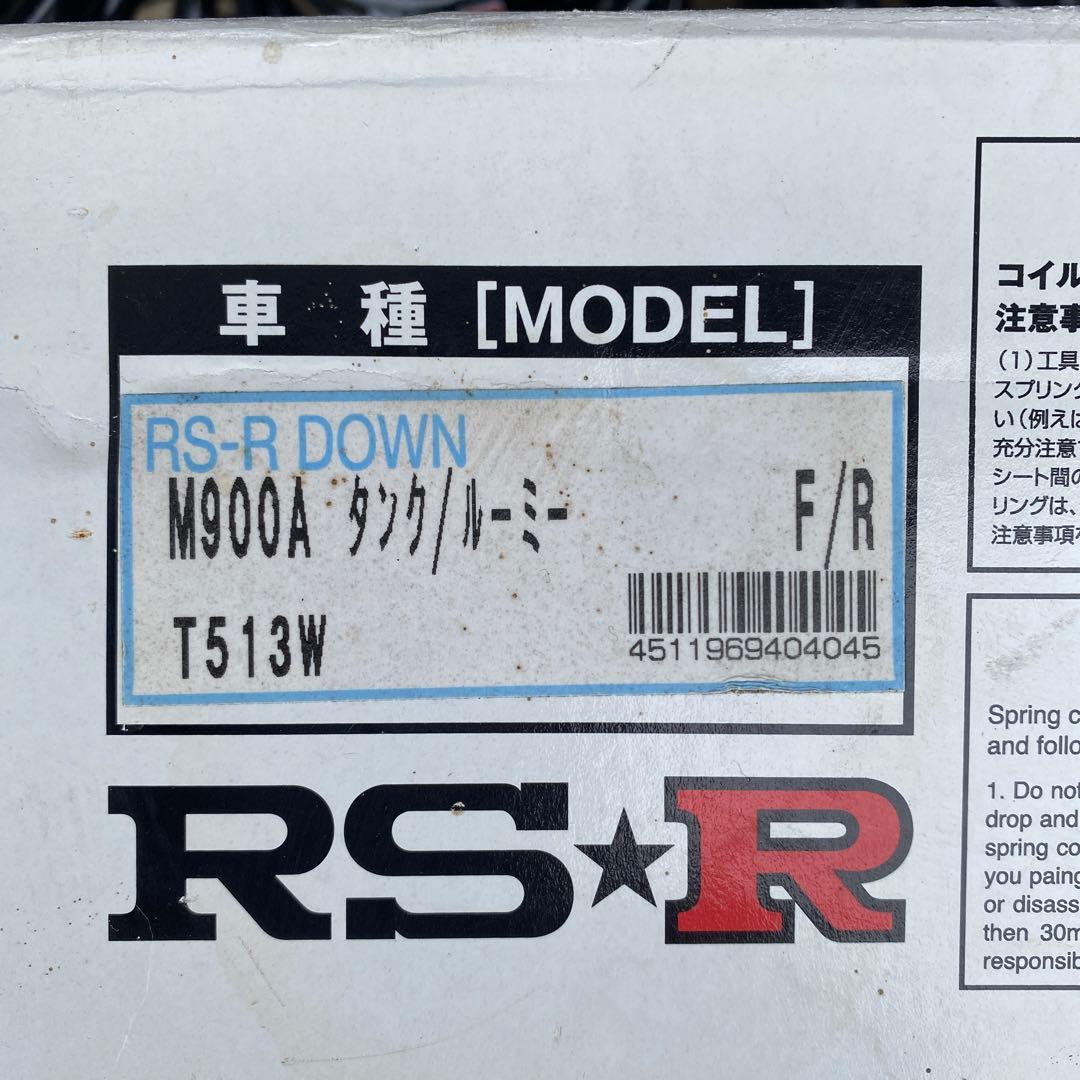 車種 [MODEL]
RS-R DOWN
M900A タンク/ルーミー F/R
T513W
4511969404045
RS★R
コイル
注意事
(1)工具
スプリング
い(例えば
充分注意
シート間の
リングは、
注意事項
Spring c
and follo
1. Do not
drop and
spring co
you paing
or disass
then 30m
responsib